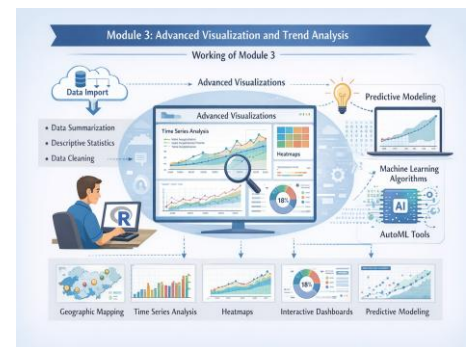 Module 3: Advanced Visualization and Trend Analysis
Working of Module 3
Data Import
Advanced Visualizations
Predictive Modeling
• Data Summarization
• Descriptive Statistics
• Data Cleaning
Advanced Visualizations
Time Series Analysis
Heatmaps
18%
R
Machine Learning
Algorithms
AI
AutoML Tools
18%
Geographic Mapping
Time Series Analysis
Heatmaps
Interactive Dashboards
Predictive Modeling